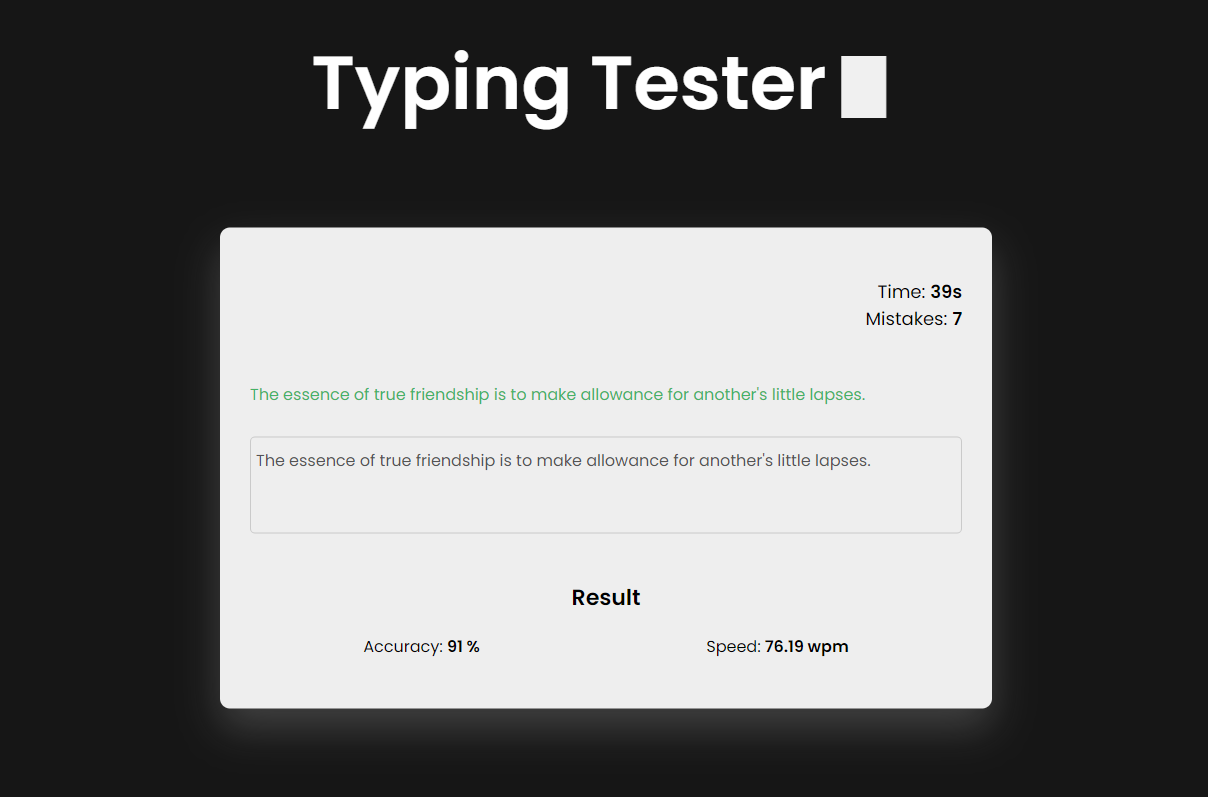 Typing Tester
Time: 39s
Mistakes: 7
The essence of true friendship is to make allowance for another's little lapses.
The essence of true friendship is to make allowance for another's little lapses.
Result
Accuracy: 91 %
Speed: 76.19 wpm